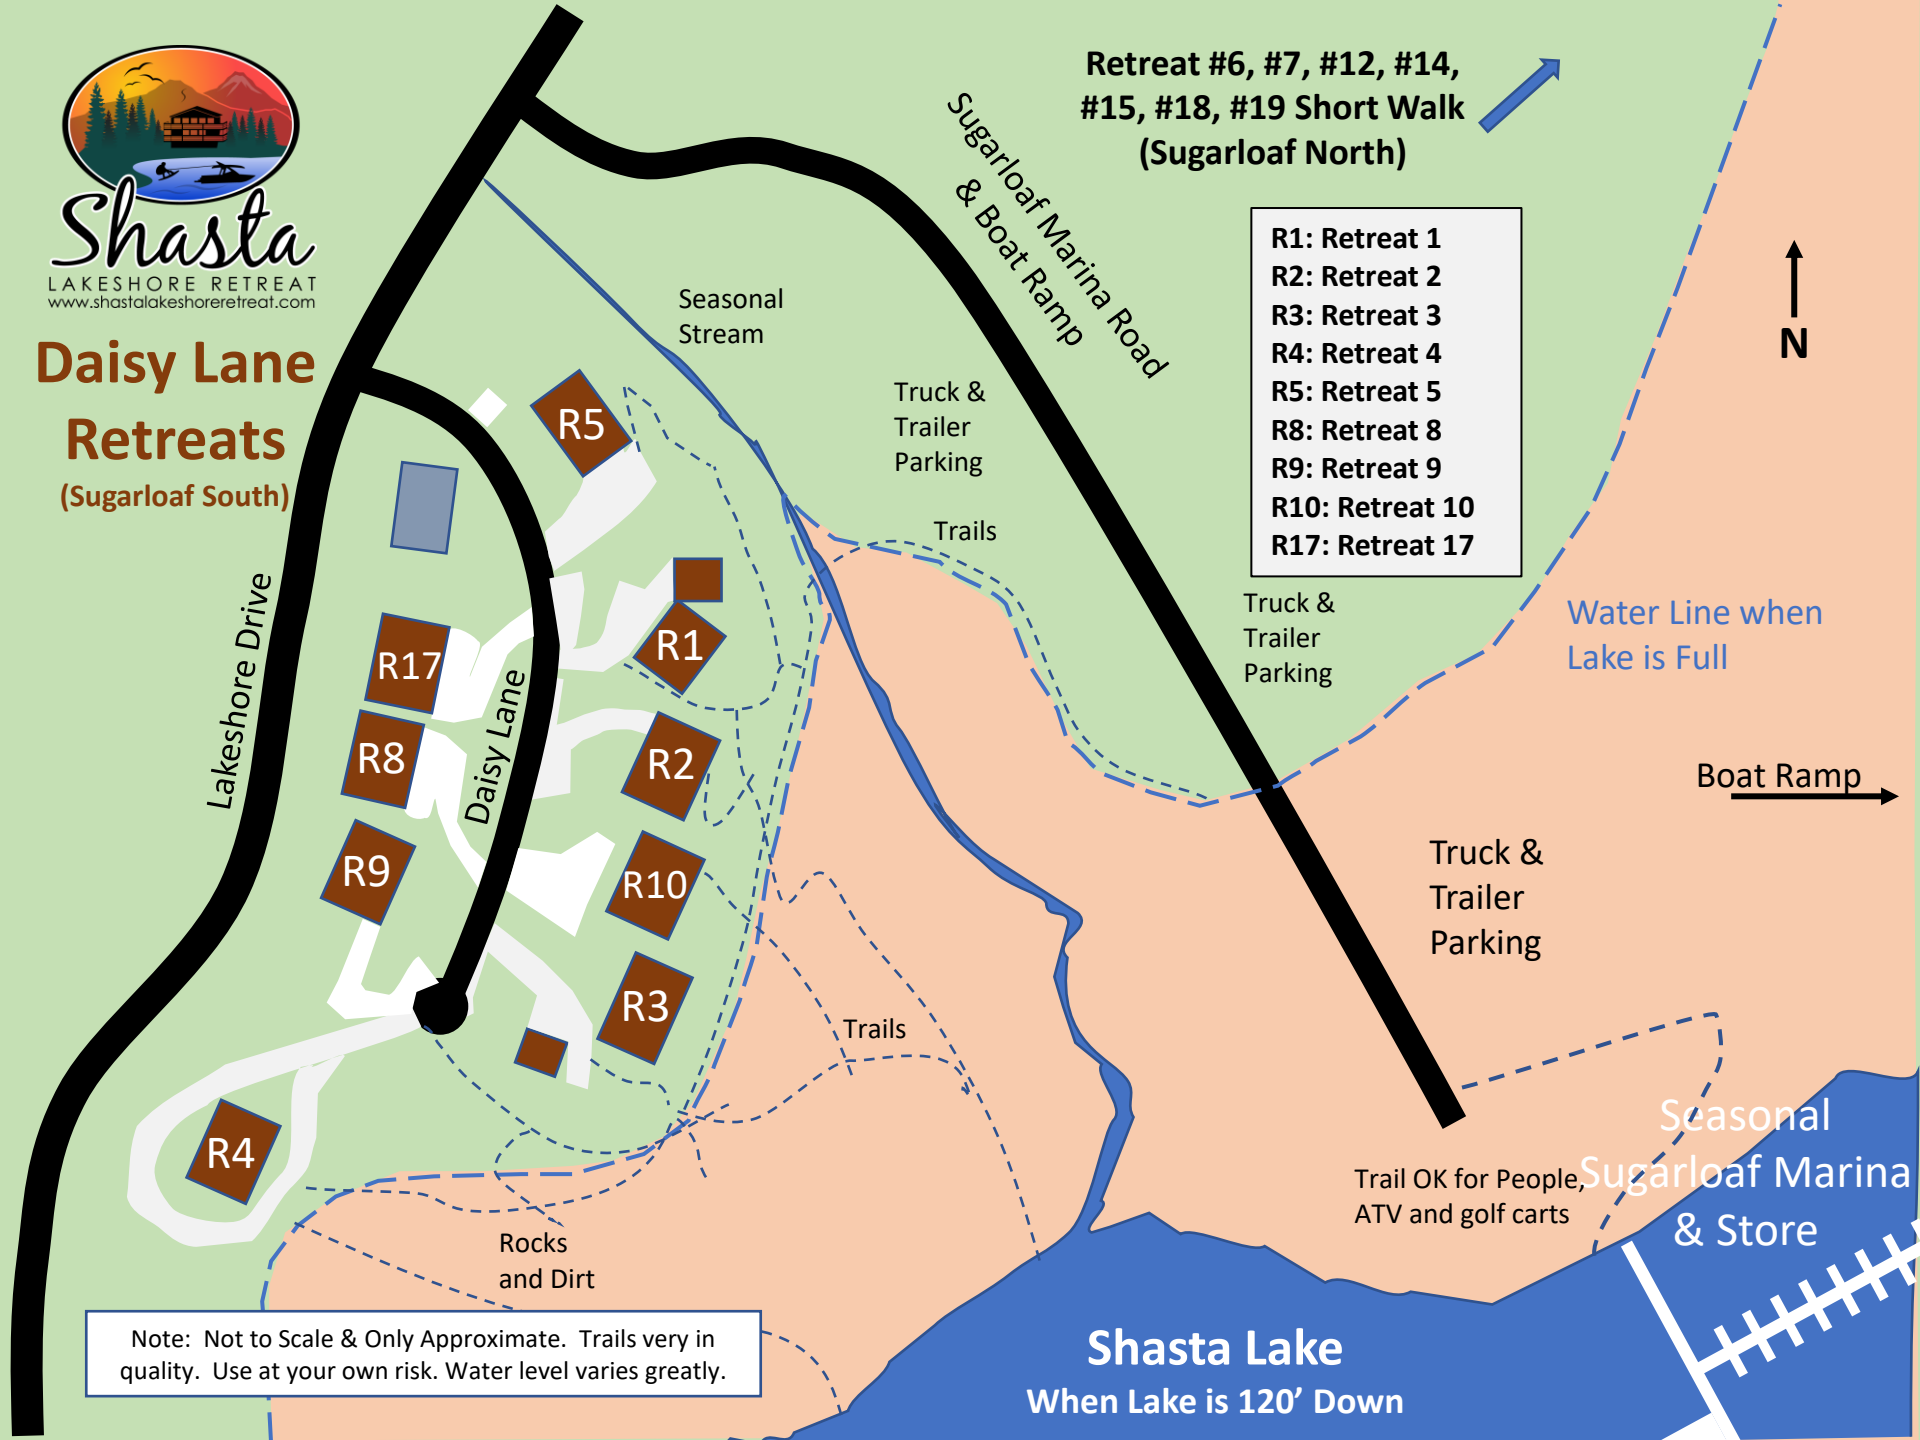 Shasta
LAKESHORE RETREAT
www.shastalakeshoreretreat.com
Daisy Lane
Retreats
(Sugarloaf South)
Retreat #6, #7, #12, #14,
#15, #18, #19 Short Walk
(Sugarloaf North)
Sugarloaf Marina Road
& Boat Ramp
R1: Retreat 1
R2: Retreat 2
R3: Retreat 3
R4: Retreat 4
R5: Retreat 5
R8: Retreat 8
R9: Retreat 9
R10: Retreat 10
R17: Retreat 17
N
Seasonal
Stream
Truck &
Trailer
Parking
Trails
R5
Lakeshore Drive
Truck &
Trailer
Parking
Water Line when
Lake is Full
R1
R17
Daisy Lane
R8
R2
Boat Ramp
R9
R10
Truck &
Trailer
Parking
R3
Trails
R4
Seasonal
Sugarloaf Marina
& Store
Trail OK for People,
ATV and golf carts
Rocks
and Dirt
Note:  Not to Scale & Only Approximate.  Trails very in
quality.  Use at your own risk. Water level varies greatly.
Shasta Lake
When Lake is 120’ Down